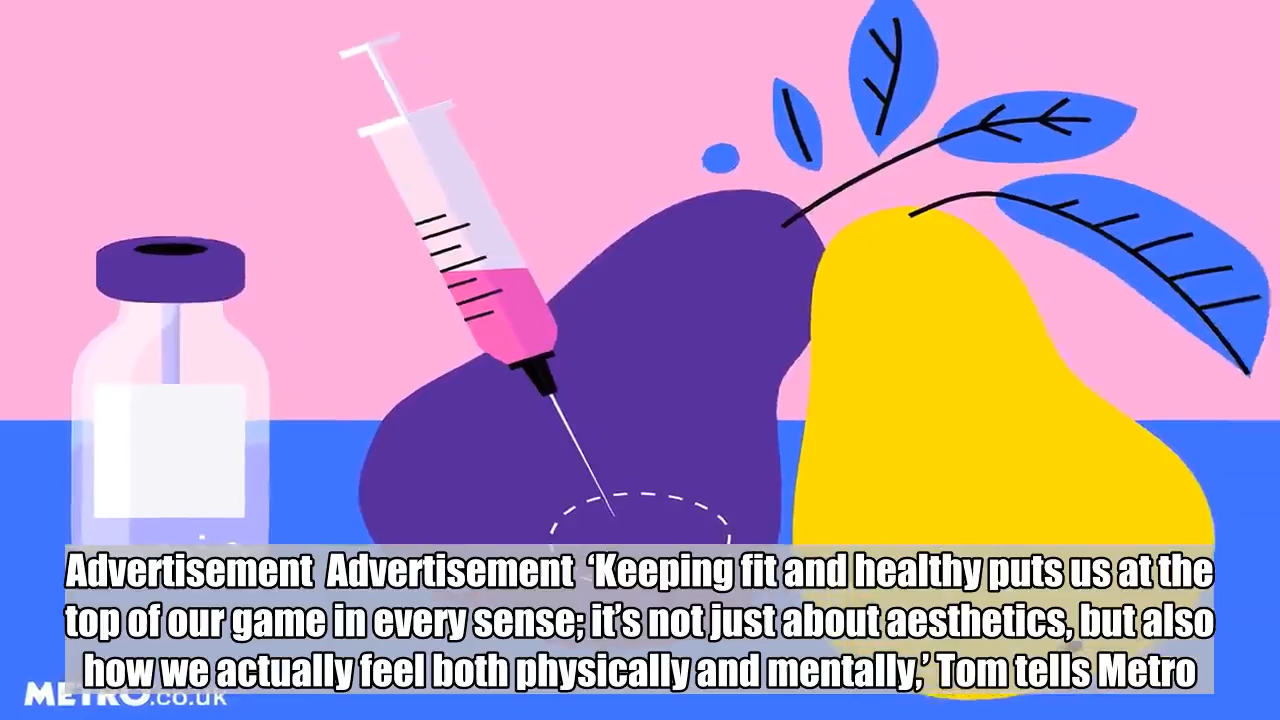 Advertisement Advertisement ‘Keeping fit and healthy puts us at the
top of our game in every sense; it’s not just about aesthetics, but also
how we actually feel both physically and mentally,’ Tom tells Metro
METRO.co.uk